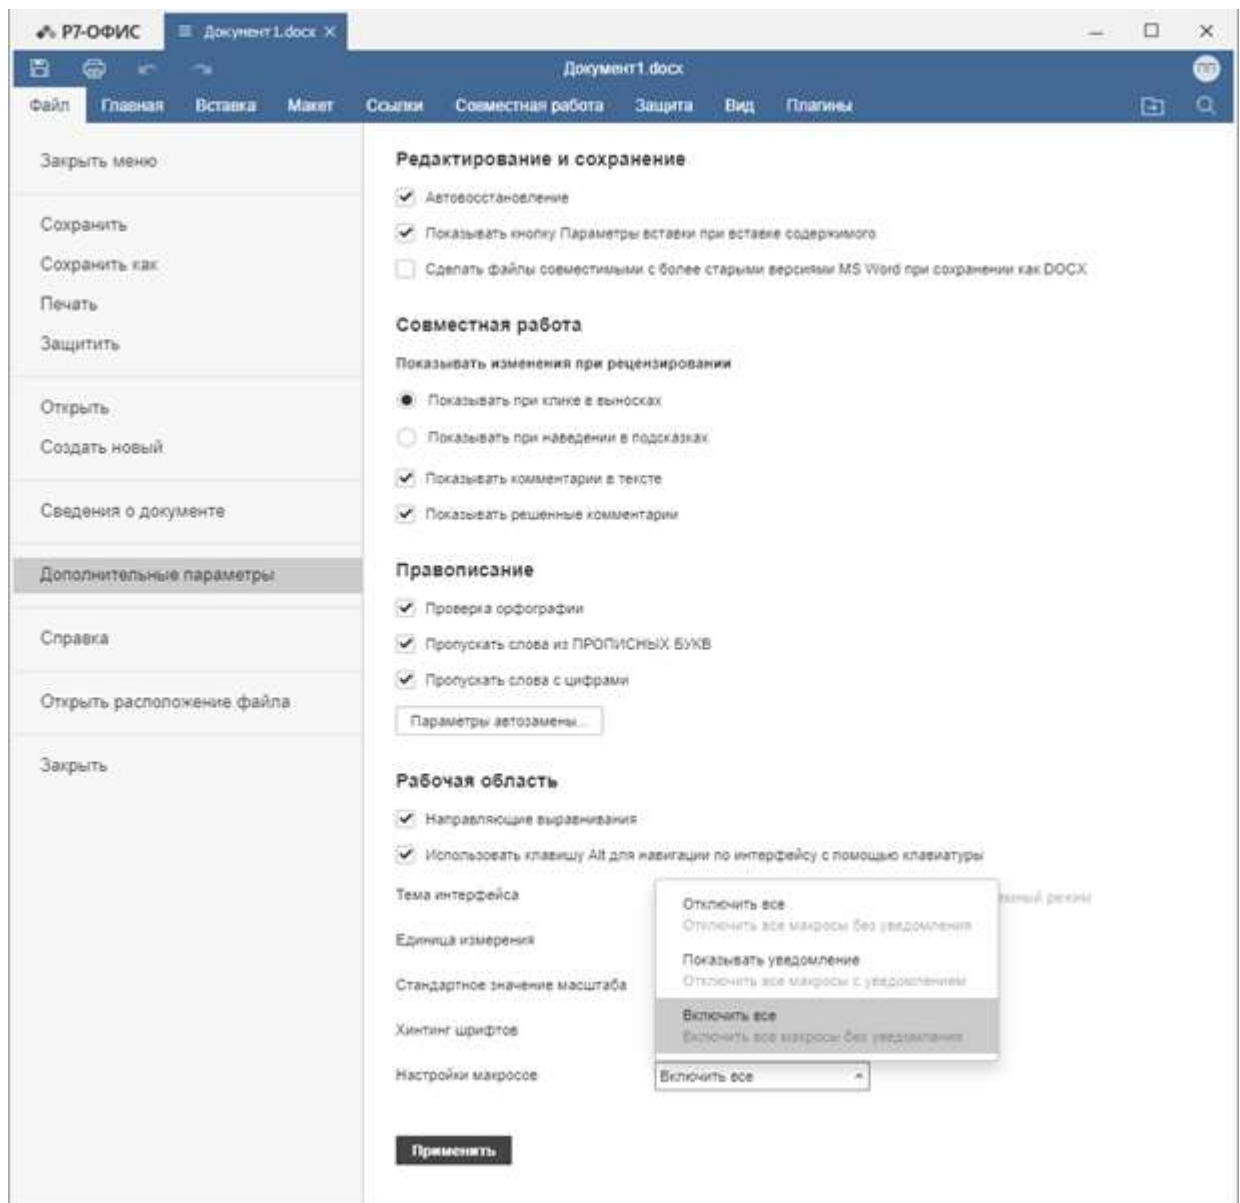 Р7-ОФИС
Документ1.docx
Документ1.docx
ПП
Файл Главная Вставка Макет Ссылки Совместная работа Защита Вид Плагины
Закрыть меню
Сохранить
Сохранить как
Печать
Защитить
Открыть
Создать новый
Сведения о документе
Дополнительные параметры
Справка
Открыть расположение файла
Закрыть
Редактирование и сохранение
Автовосстановление
Показывать кнопку Параметры вставки при вставке содержимого
Сделать файлы совместимыми с более старыми версиями MS Word при сохранении как DOCX
Совместная работа
Показывать изменения при рецензировании
Показывать при клике в выносках
Показывать при наведении в подсказках
Показывать комментарии в тексте
Показывать решенные комментарии
Правописание
Проверка орфографии
Пропускать слова из ПРОПИСНЫХ БУКВ
Пропускать слова с цифрами
Параметры автозамены...
Рабочая область
Направляющие выравнивания
Использовать клавишу Alt для навигации по интерфейсу с помощью клавиатуры
Тема интерфейса
режим
Единица измерения
Стандартное значение масштаба
Хинтинг шрифтов
Отключить все
Отключить все макросы без уведомления
Показывать уведомление
Отключить все макросы с уведомлением
Включить все
Включить все макросы без уведомления
Настройки макросов
Включить все
Применить